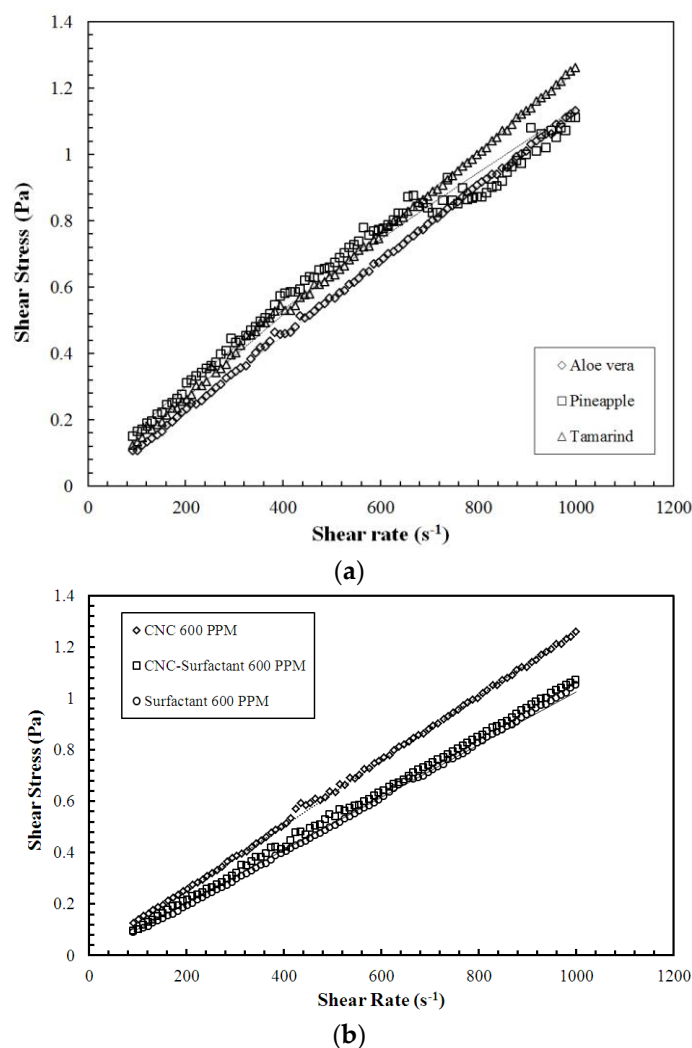 1.4
1.2
1
0.8
0.6
0.4
0.2
0
Shear Stress (Pa)
Aloe vera
Pineapple
Tamarind
0 200 400 600 800 1000 1200
Shear rate (s⁻¹)
(a)
1.4
1.2
1
0.8
0.6
0.4
0.2
0
Shear Stress (Pa)
CNC 600 PPM
CNC-Surfactant 600 PPM
Surfactant 600 PPM
0 200 400 600 800 1000 1200
Shear Rate (s⁻¹)
(b)